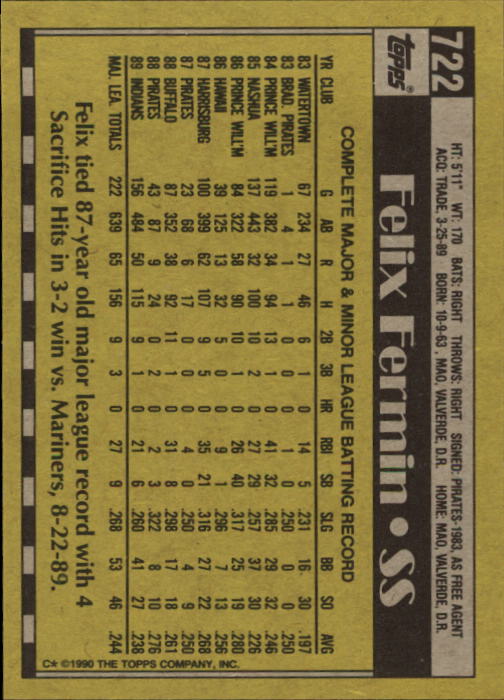 722
Topps®
HT: 5'11" WT: 170 BATS: RIGHT THROWS: RIGHT SIGNED: PIRATES-1983, AS FREE AGENT
ACQ: TRADE, 3-25-89 BORN: 10-9-63, MAO, VALVERDE, D.R. HOME: MAO, VALVERDE, D.R.
Felix Fermin • SS
COMPLETE MAJOR & MINOR LEAGUE BATTING RECORD
YR CLUB G AB R H 2B 3B HR RBI SB SLG BB SO AVG
83 WATERTOWN 67 234 27 46 6 1 0 14 5 .231 16 30 .197
83 BRAD. PIRATES 1 4 1 1 0 0 0 1 0 .250 0 0 .250
84 PRINCE WILL'M 119 382 34 94 13 1 0 41 32 .285 29 32 .246
85 NASHUA 137 443 32 100 10 2 0 27 29 .257 37 30 .226
86 PRINCE WILL'M 84 322 58 90 10 1 0 26 40 .317 25 19 .280
86 HAWAII 39 125 13 32 5 0 0 9 1 .296 7 13 .256
87 HARRISBURG 100 399 62 107 9 5 0 35 21 .316 27 22 .268
87 PIRATES 23 68 6 17 0 0 0 4 0 .250 4 9 .250
88 BUFFALO 87 352 38 92 11 1 0 31 8 .298 17 18 .261
88 PIRATES 43 87 9 24 0 2 0 2 3 .322 8 10 .276
89 INDIANS 156 484 50 115 9 1 0 21 6 .260 41 27 .238
MAJ. LEA. TOTALS 222 639 65 156 9 3 0 27 9 .268 53 46 .244
Felix tied 87-year old major league record with 4
Sacrifice Hits in 3-2 win vs. Mariners, 8-22-89.
C★ ©1990 THE TOPPS COMPANY, INC.